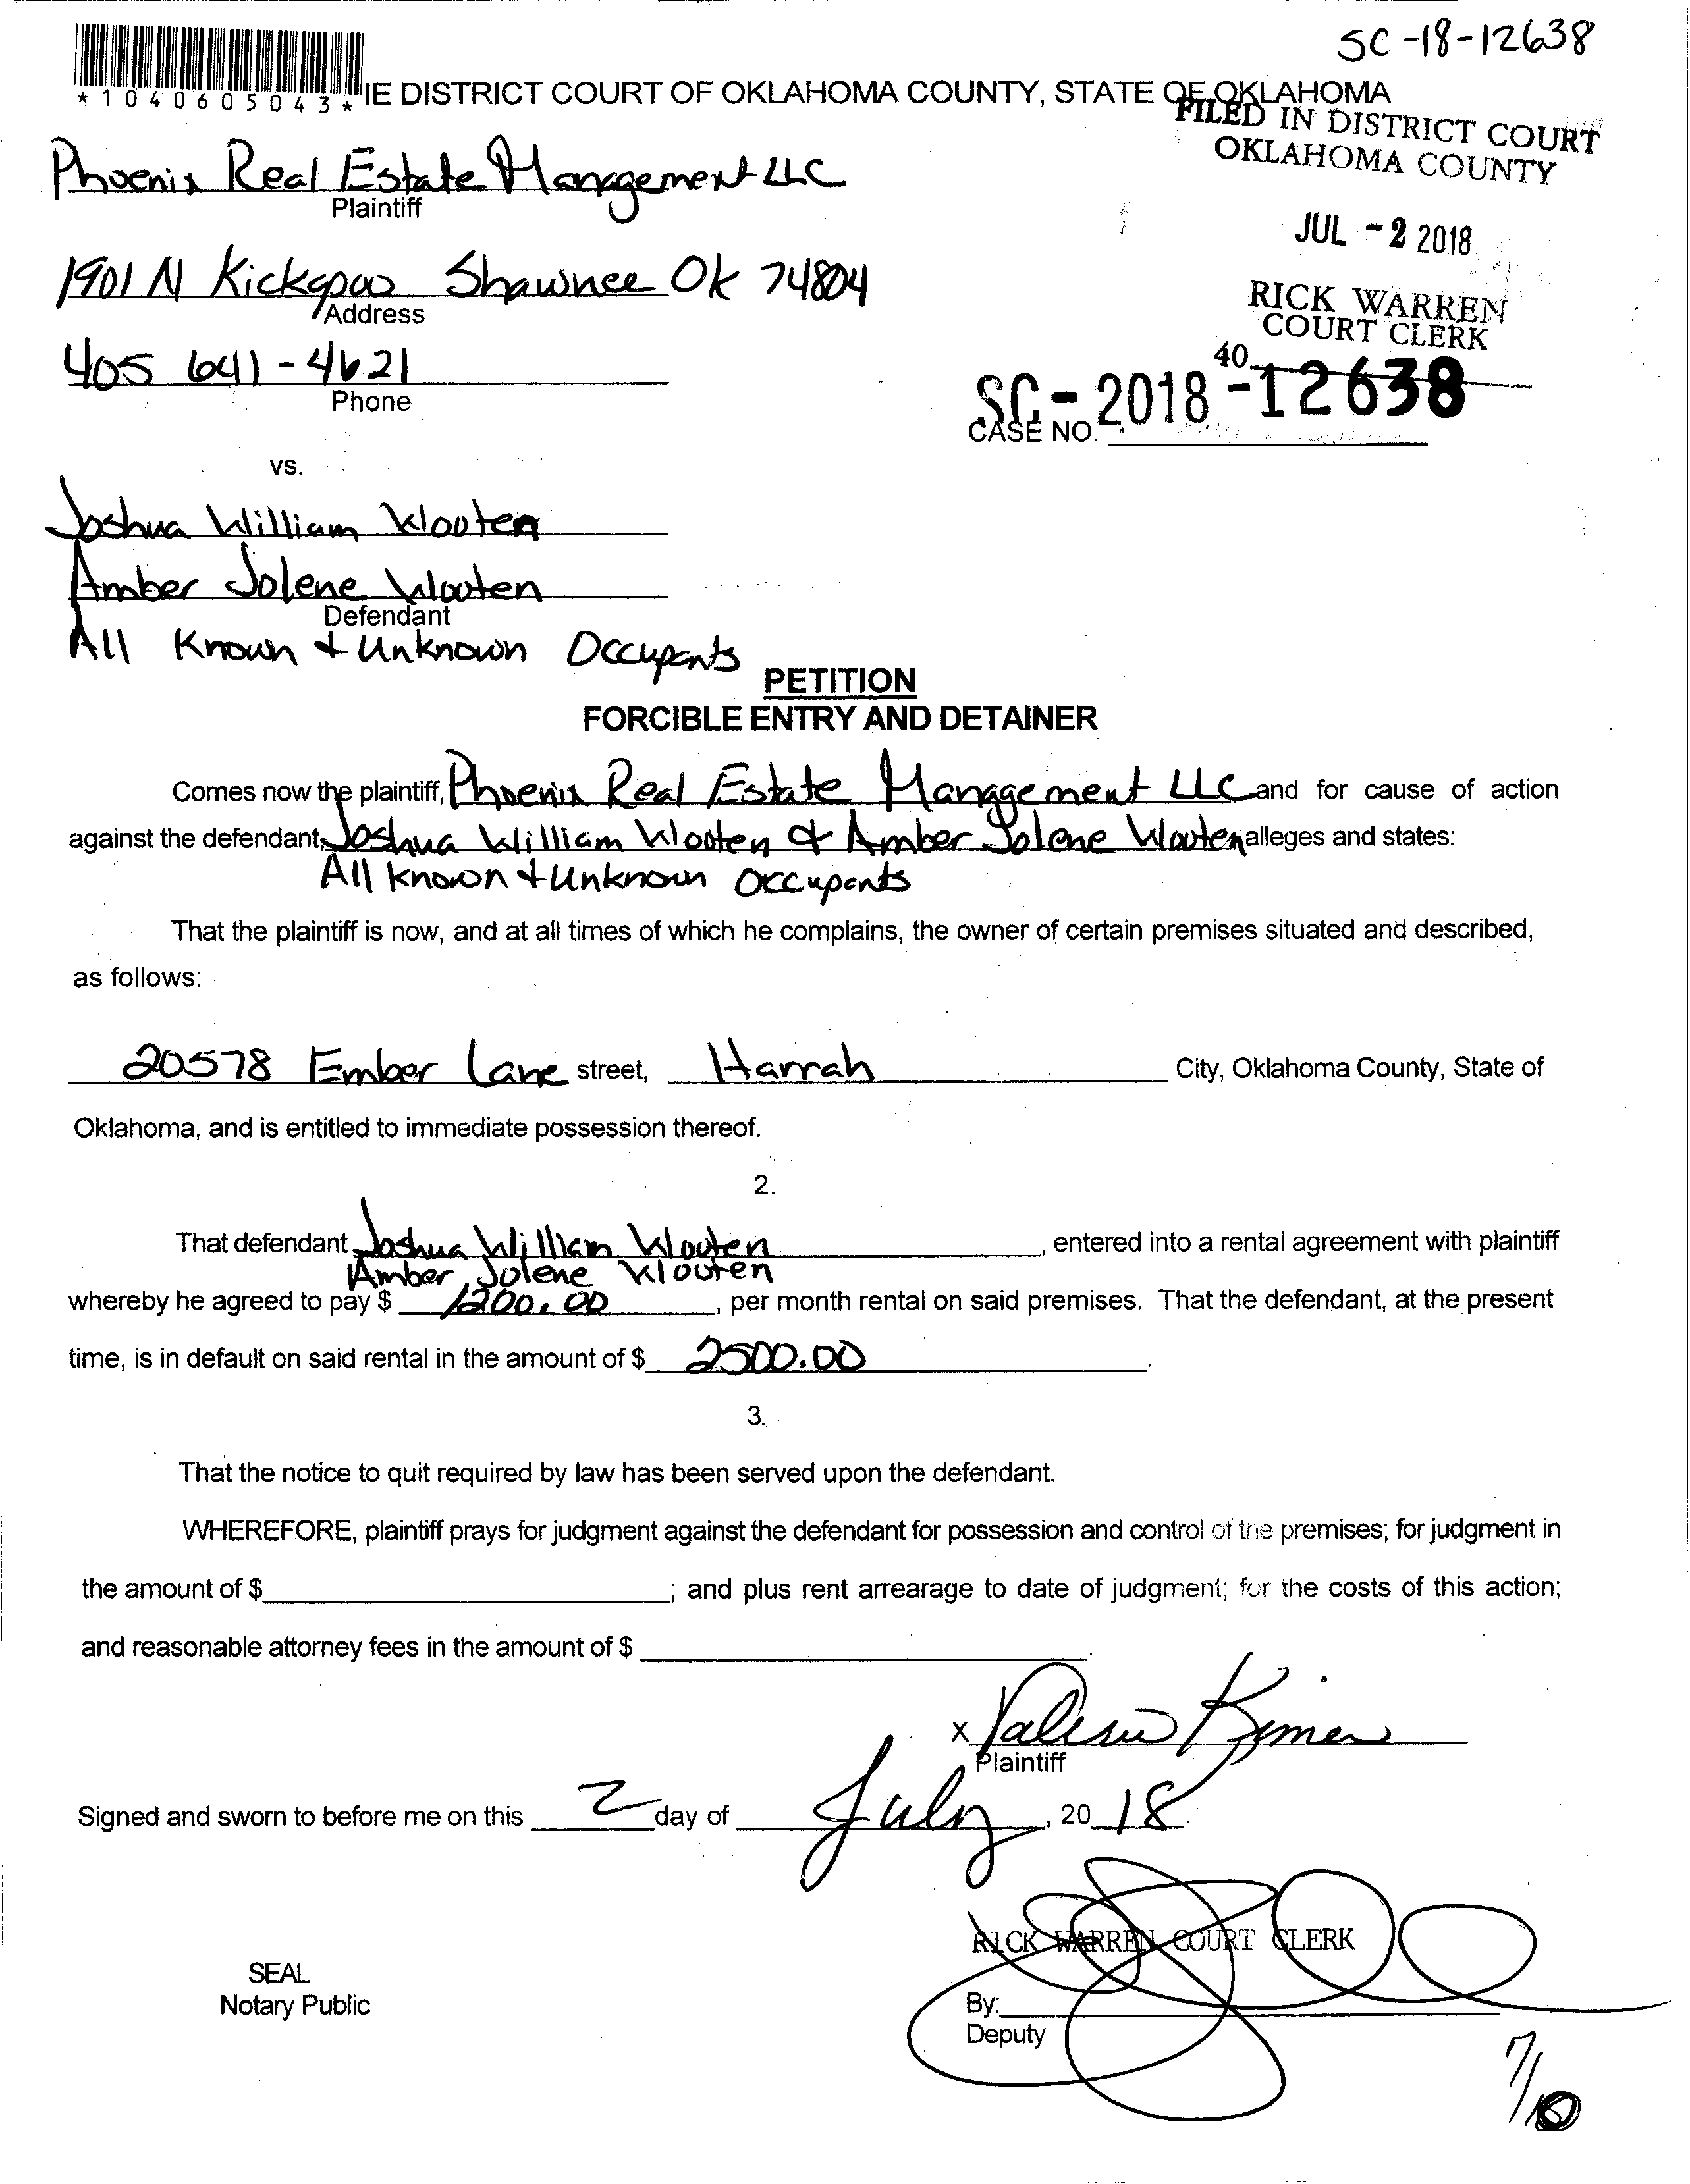 SC-18-12638
*1040605043*
IE DISTRICT COURT OF OKLAHOMA COUNTY, STATE OF OKLAHOMA
FILED IN DISTRICT COURT
OKLAHOMA COUNTY
Phoenix Real Estate Management LLC
Plaintiff
JUL - 2 2018
1901 N Kickapoo Shawnee Ok 74804
Address
RICK WARREN
COURT CLERK
40
405 641-4621
Phone
SC - 2018 - 12638
CASE NO.
vs.
Joshua William Wooten
Amber Jolene Wooten
Defendant
All Known + Unknown Occupants
PETITION
FORCIBLE ENTRY AND DETAINER
Comes now the plaintiff, Phoenix Real Estate Management LLC and for cause of action
against the defendant, Joshua William Wooten & Amber Jolene Wooten alleges and states:
All known + Unknown Occupants
That the plaintiff is now, and at all times of which he complains, the owner of certain premises situated and described,
as follows:
20578 Ember Lane street, Harrah City, Oklahoma County, State of
Oklahoma, and is entitled to immediate possession thereof.
2.
That defendant Joshua William Wooten, entered into a rental agreement with plaintiff
Amber Jolene Wooten
whereby he agreed to pay $ 1200.00, per month rental on said premises. That the defendant, at the present
time, is in default on said rental in the amount of $ 2500.00.
3.
That the notice to quit required by law has been served upon the defendant.
WHEREFORE, plaintiff prays for judgment against the defendant for possession and control of the premises; for judgment in
the amount of $; and plus rent arrearage to date of judgment; for the costs of this action;
and reasonable attorney fees in the amount of $.
x
Plaintiff
Signed and sworn to before me on this 2 day of July, 2018.
RICK WARREN COURT CLERK
SEAL
Notary Public
By:
Deputy